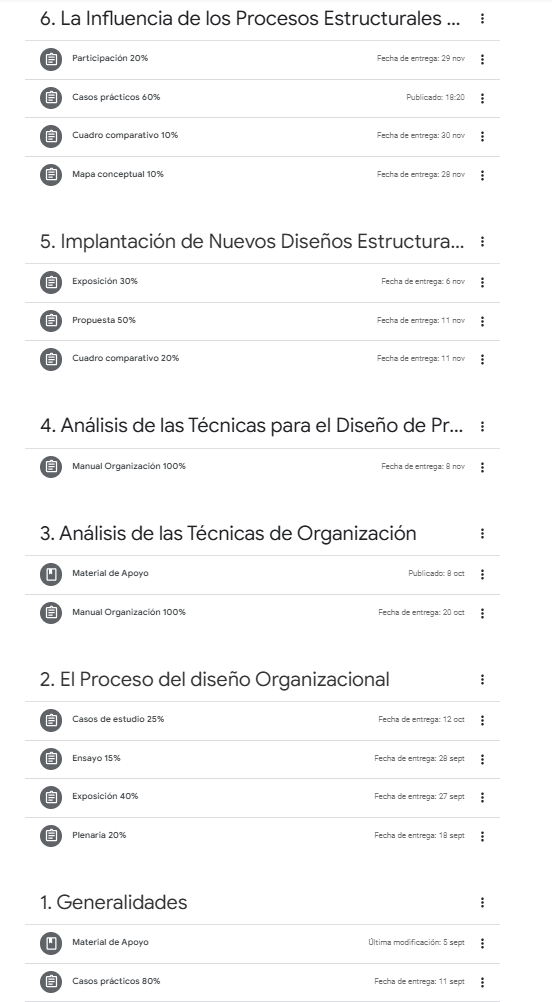 6. La Influencia de los Procesos Estructurales ...
Participación 20% Fecha de entrega: 29 nov
Casos prácticos 60% Publicado: 18:20
Cuadro comparativo 10% Fecha de entrega: 30 nov
Mapa conceptual 10% Fecha de entrega: 28 nov
5. Implantación de Nuevos Diseños Estructura...
Exposición 30% Fecha de entrega: 6 nov
Propuesta 50% Fecha de entrega: 11 nov
Cuadro comparativo 20% Fecha de entrega: 11 nov
4. Análisis de las Técnicas para el Diseño de Pr...
Manual Organización 100% Fecha de entrega: 8 nov
3. Análisis de las Técnicas de Organización
Material de Apoyo Publicado: 8 oct
Manual Organización 100% Fecha de entrega: 20 oct
2. El Proceso del diseño Organizacional
Casos de estudio 25% Fecha de entrega: 12 oct
Ensayo 15% Fecha de entrega: 28 sept
Exposición 40% Fecha de entrega: 27 sept
Plenaria 20% Fecha de entrega: 18 sept
1. Generalidades
Material de Apoyo Última modificación: 5 sept
Casos prácticos 80% Fecha de entrega: 11 sept